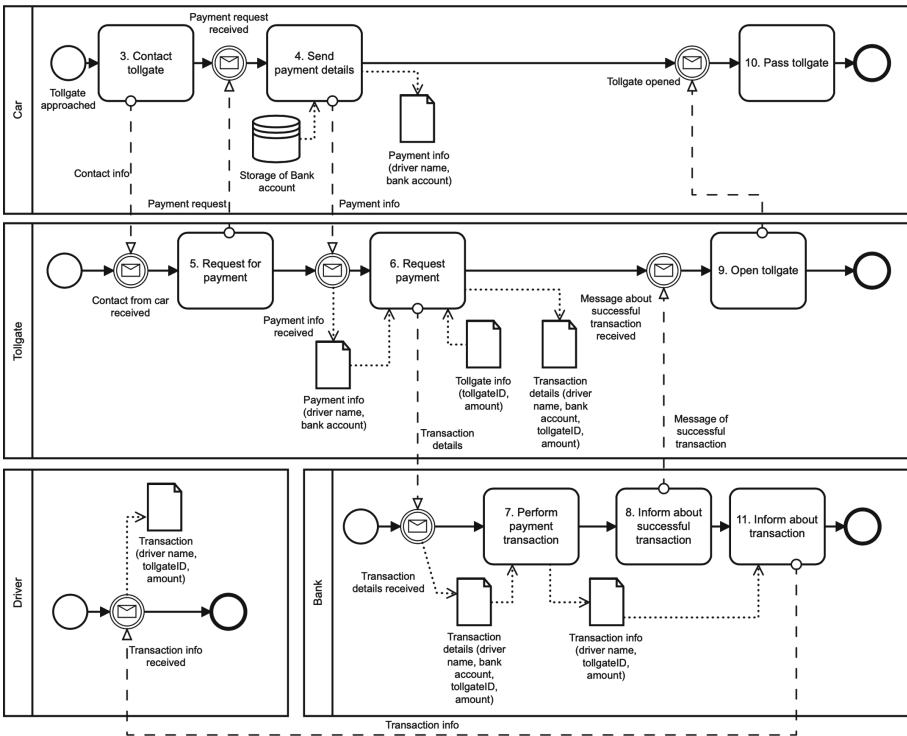 Car
Payment request
received
3. Contact
tollgate
4. Send
payment details
10. Pass tollgate
Tollgate
approached
Tollgate opened
Storage of Bank
account
Payment info
(driver name,
bank account)
Contact info
Payment request
Payment info
Tollgate
5. Request for
payment
6. Request
payment
9. Open tollgate
Contact from car
received
Payment info
received
Message about
successful
transaction
received
Payment info
(driver name,
bank account)
Tollgate info
(tollgateID,
amount)
Transaction
details (driver
name, bank
account,
tollgateID,
amount)
Transaction
details
Message of
successful
transaction
Driver
Transaction
(driver name,
tollgateID,
amount)
Transaction info
received
Bank
7. Perform
payment
transaction
8. Inform about
successful
transaction
11. Inform about
transaction
Transaction
details received
Transaction
details (driver
name, bank
account,
tollgateID,
amount)
Transaction info
(driver name,
tollgateID,
amount)
Transaction info